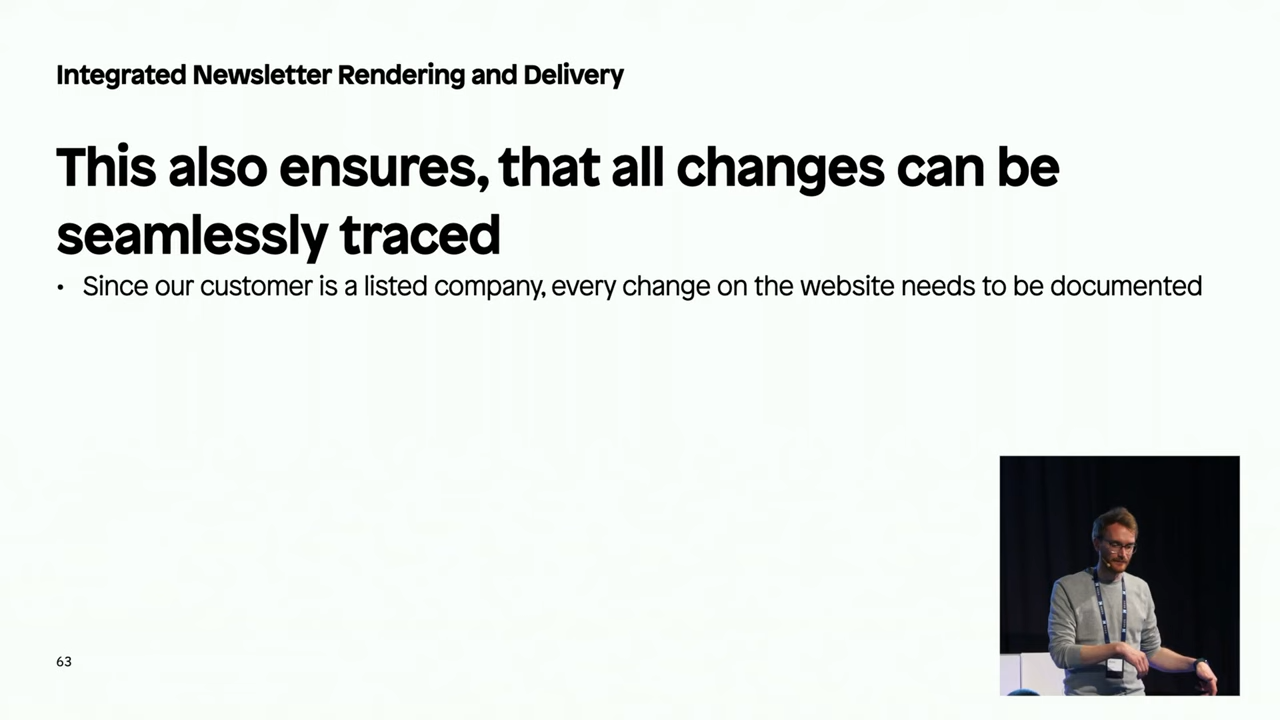 Integrated Newsletter Rendering and Delivery
This also ensures, that all changes can be
seamlessly traced
• Since our customer is a listed company, every change on the website needs to be documented
63